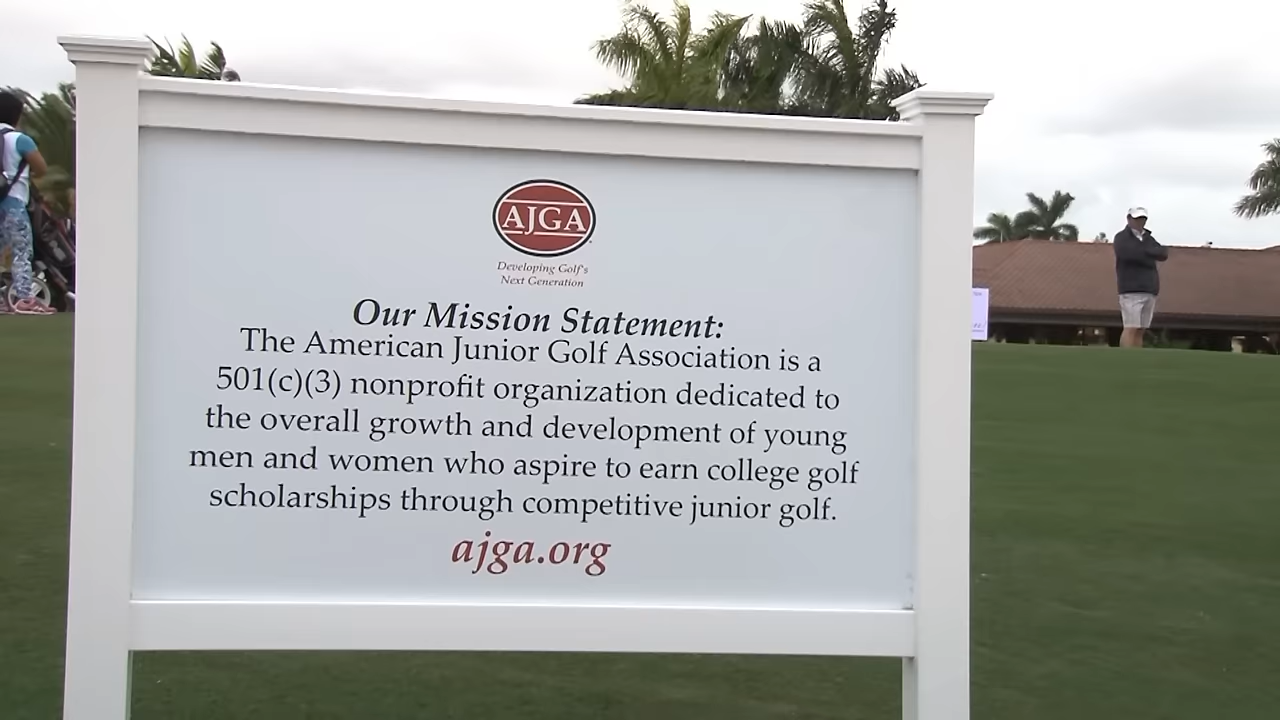 AJGA
Developing Golf's
Next Generation
Our Mission Statement:
The American Junior Golf Association is a
501(c)(3) nonprofit organization dedicated to
the overall growth and development of young
men and women who aspire to earn college golf
scholarships through competitive junior golf.
ajga.org